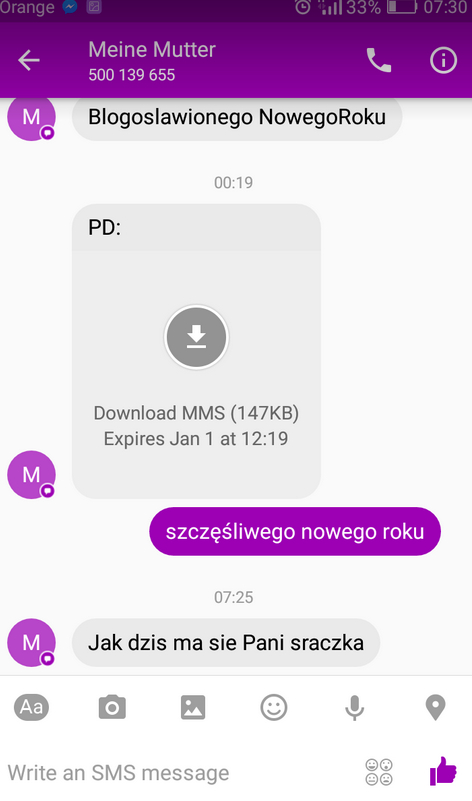 Orange 33% 07:30
Meine Mutter
500 139 655
M Blogoslawionego NowegoRoku
00:19
PD:
Download MMS (147KB)
Expires Jan 1 at 12:19
M
szczęśliwego nowego roku
07:25
M Jak dzis ma sie Pani sraczka
Aa
Write an SMS message